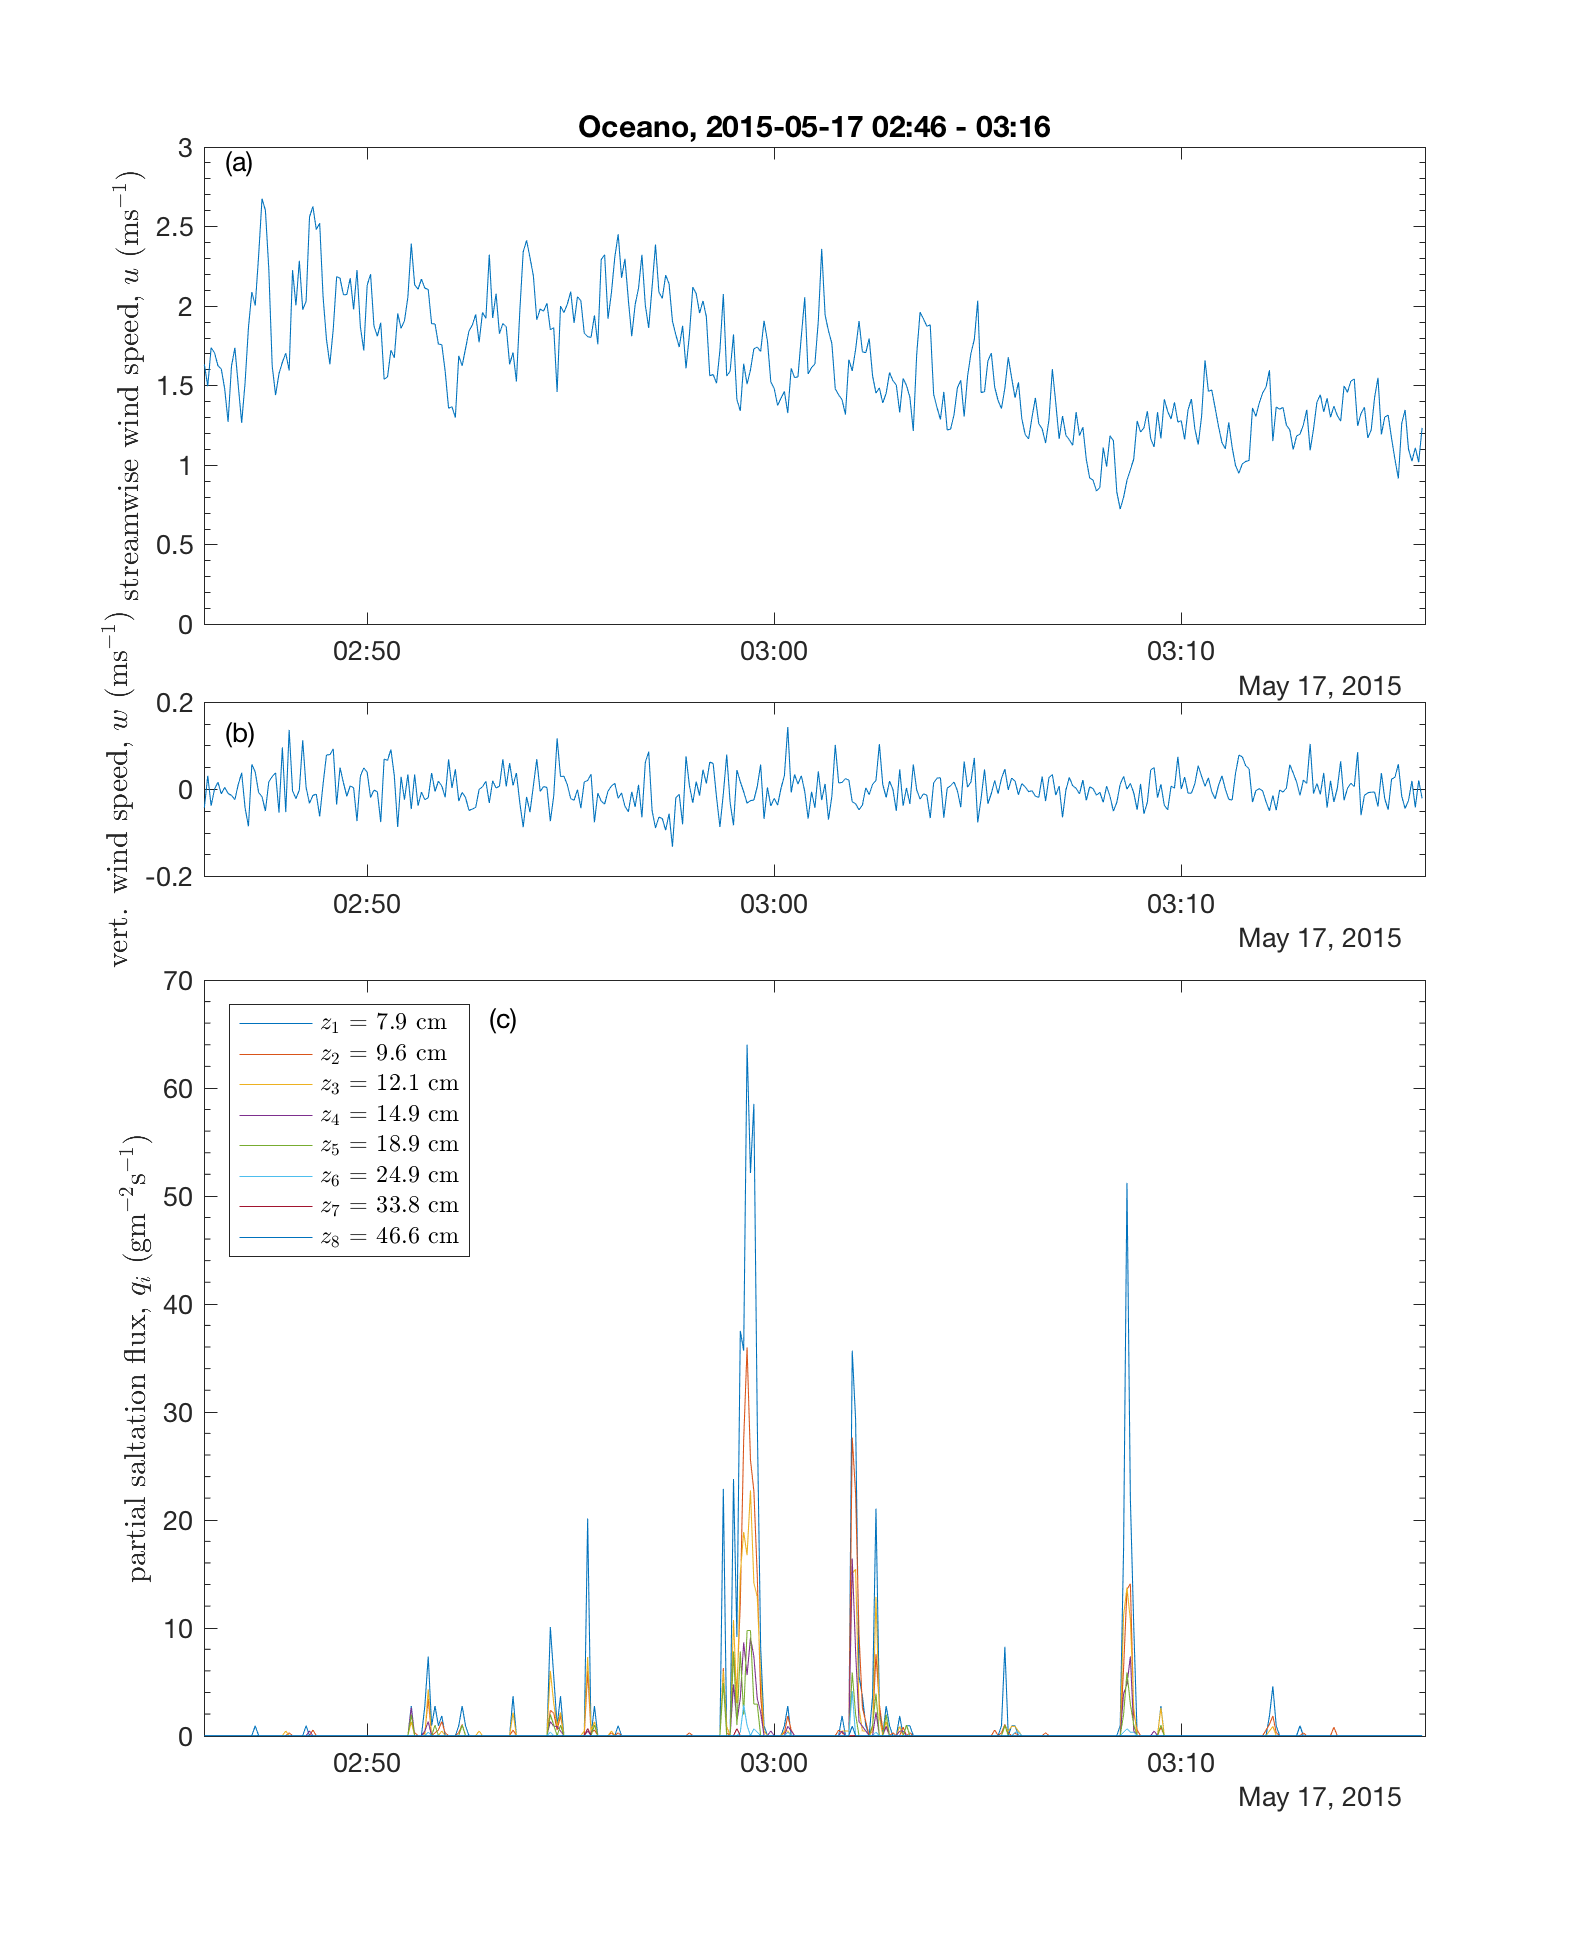 Oceano, 2015-05-17 02:46 - 03:16
(a)
streamwise wind speed, u (ms⁻¹)
3
2.5
2
1.5
1
0.5
0
02:50 03:00 03:10
May 17, 2015
(b)
vert. wind speed, w (ms⁻¹)
0.2
0
-0.2
02:50 03:00 03:10
May 17, 2015
(c)
partial saltation flux, qᵢ (gm⁻²s⁻¹)
70
60
50
40
30
20
10
0
z₁ = 7.9 cm
z₂ = 9.6 cm
z₃ = 12.1 cm
z₄ = 14.9 cm
z₅ = 18.9 cm
z₆ = 24.9 cm
z₇ = 33.8 cm
z₈ = 46.6 cm
02:50 03:00 03:10
May 17, 2015